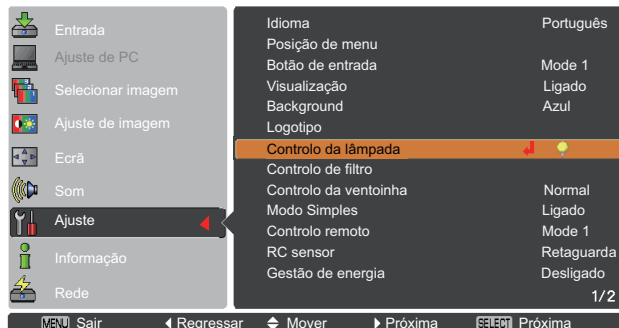 Entrada
Ajuste de PC
Selecionar imagem
Ajuste de imagem
Ecrã
Som
Ajuste
Informação
Rede
Idioma Português
Posição de menu
Botão de entrada Mode 1
Visualização Ligado
Background Azul
Logotipo
Controlo da lâmpada
Controlo de filtro
Controlo da ventoinha Normal
Modo Simples Ligado
Controlo remoto Mode 1
RC sensor Retaguarda
Gestão de energia Desligado
1/2
MENU Sair Regressar Mover Próxima SELECT Próxima